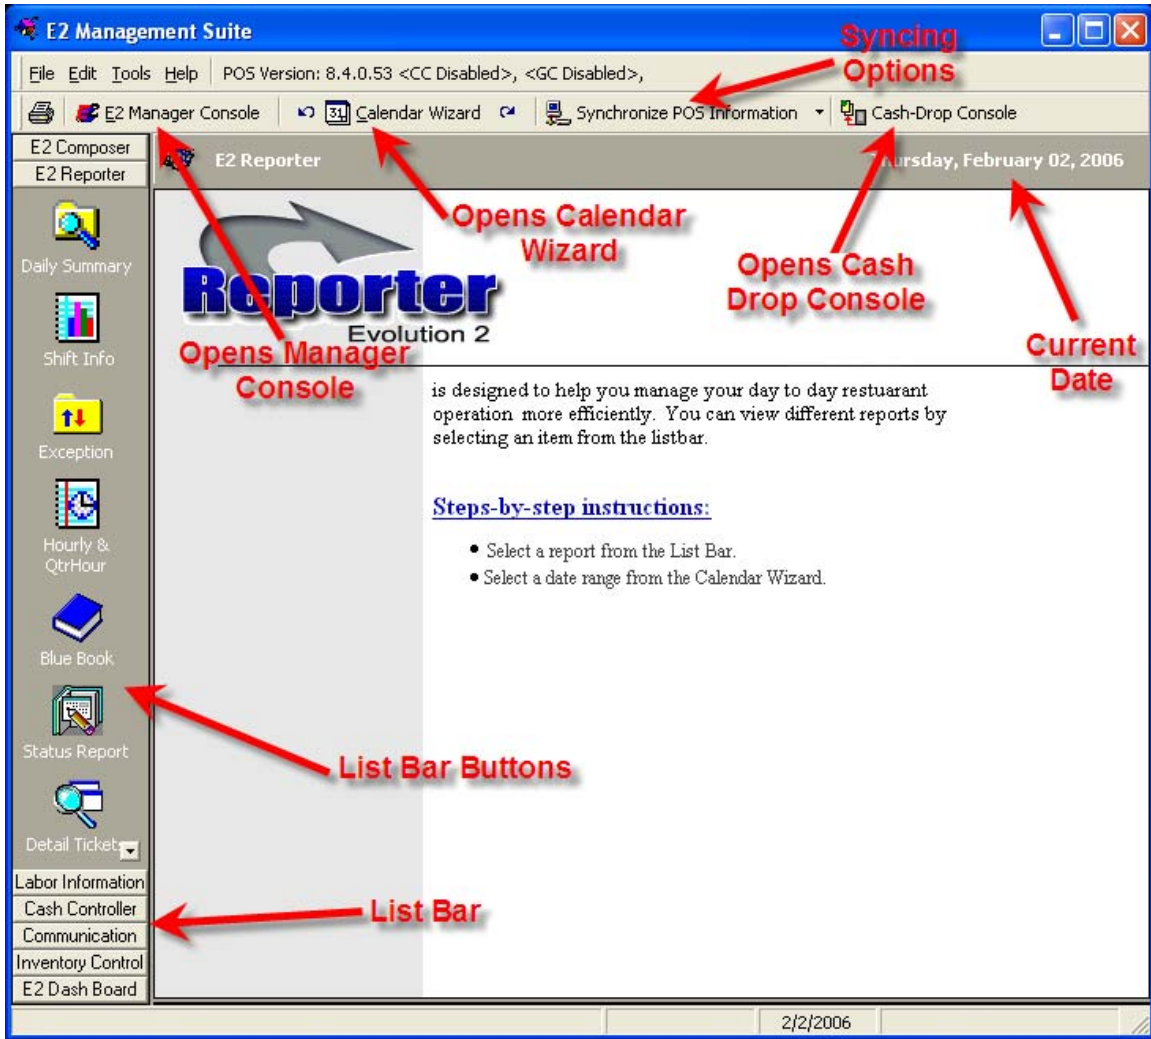 E2 Management Suite
Syncing
Options
File Edit Tools Help POS Version: 8.4.0.53 <CC Disabled>, <GC Disabled>,
E2 Manager Console 31 Calendar Wizard Synchronize POS Information Cash-Drop Console
E2 Composer
E2 Reporter
E2 Reporter
Thursday, February 02, 2006
Daily Summary
Shift Info
Exception
Hourly &
QtrHour
Blue Book
Status Report
Detail Tickets
Labor Information
Cash Controller
Communication
Inventory Control
E2 Dash Board
Opens Calendar
Wizard
Opens Cash
Drop Console
Reporter
Evolution 2
Opens Manager
Console
Current
Date
is designed to help you manage your day to day restuarant
operation more efficiently. You can view different reports by
selecting an item from the listbar.
Steps-by-step instructions:
• Select a report from the List Bar.
• Select a date range from the Calendar Wizard.
List Bar Buttons
List Bar
2/2/2006